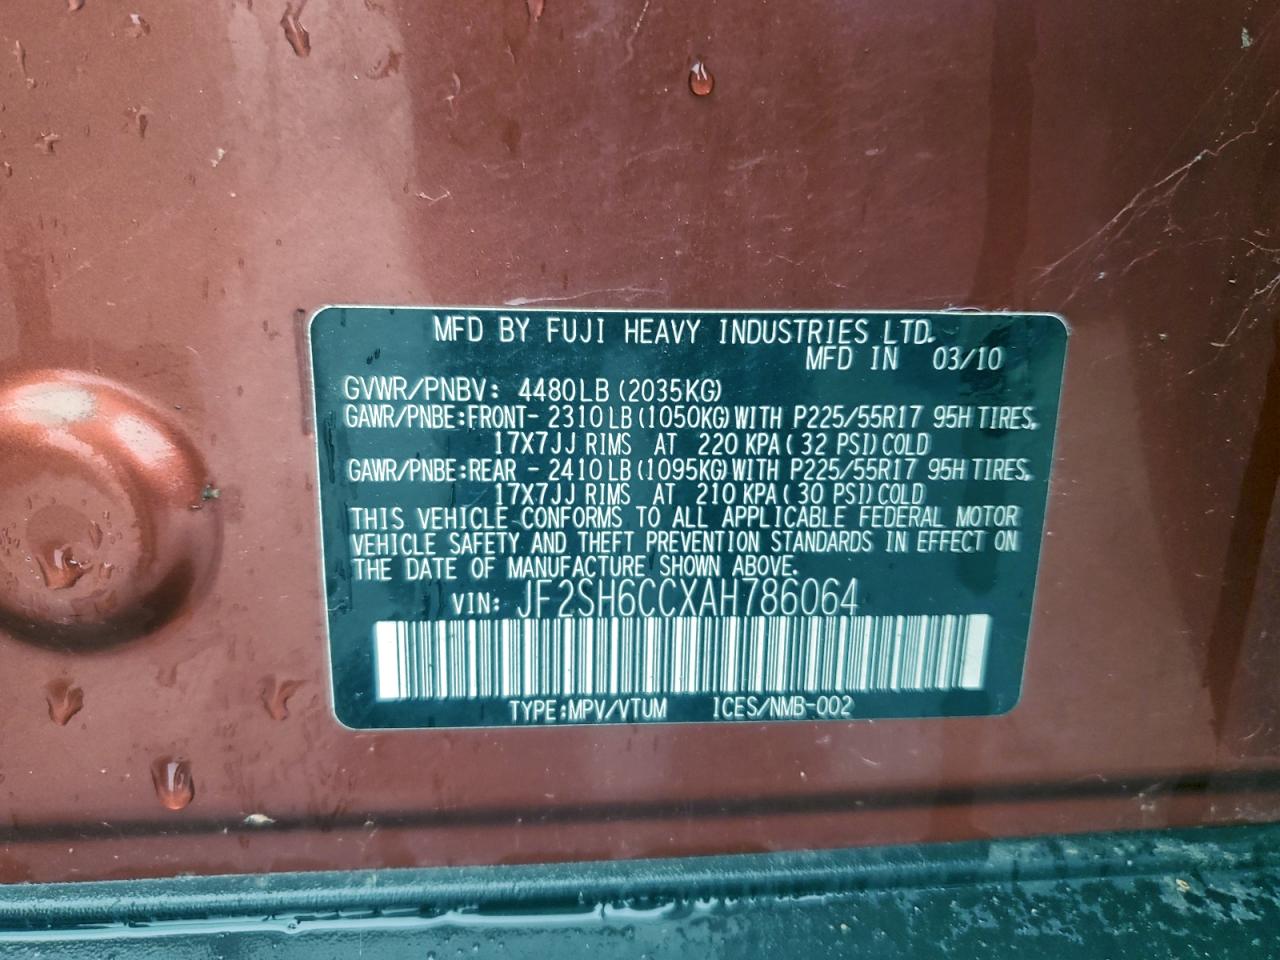 MFD BY FUJI HEAVY INDUSTRIES LTD.
MFD IN 03/10
GVWR/PNBV: 4480LB (2035KG)
GAWR/PNBE:FRONT- 2310LB (1050KG) WITH P225/55R17 95H TIRES,
17X7JJ RIMS AT 220 KPA ( 32 PSI) COLD
GAWR/PNBE:REAR - 2410LB (1095KG) WITH P225/55R17 95H TIRES,
17X7JJ RIMS AT 210 KPA ( 30 PSI) COLD
THIS VEHICLE CONFORMS TO ALL APPLICABLE FEDERAL MOTOR
VEHICLE SAFETY AND THEFT PREVENTION STANDARDS IN EFFECT ON
THE DATE OF MANUFACTURE SHOWN ABOVE.
VIN: JF2SH6CCXAH786064
TYPE:MPV/VTUM ICES/NMB-002